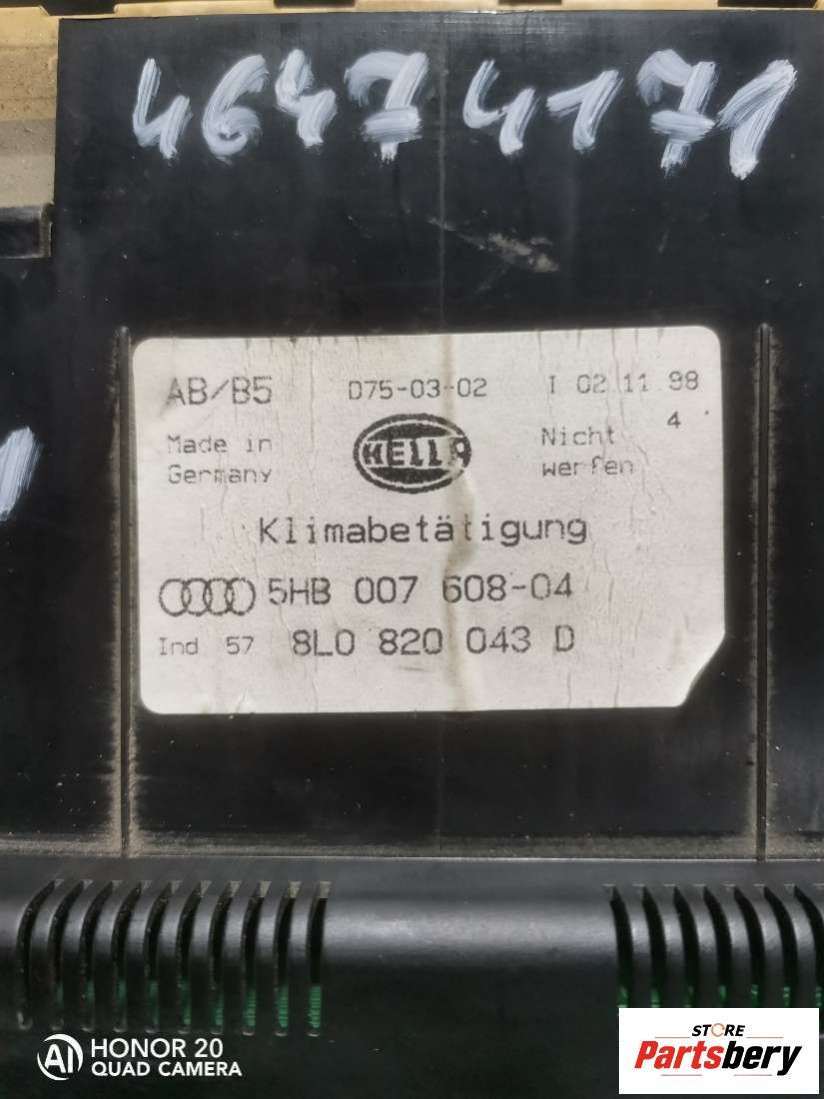 46474171
AB/B5 D75-03-02 I 02 11 98
4
Made in
Germany
HELLA
Nicht
werfen
Klimabetätigung
5HB 007 608-04
Ind 57 8L0 820 043 D
AI HONOR 20
QUAD CAMERA
STORE
Partsbery